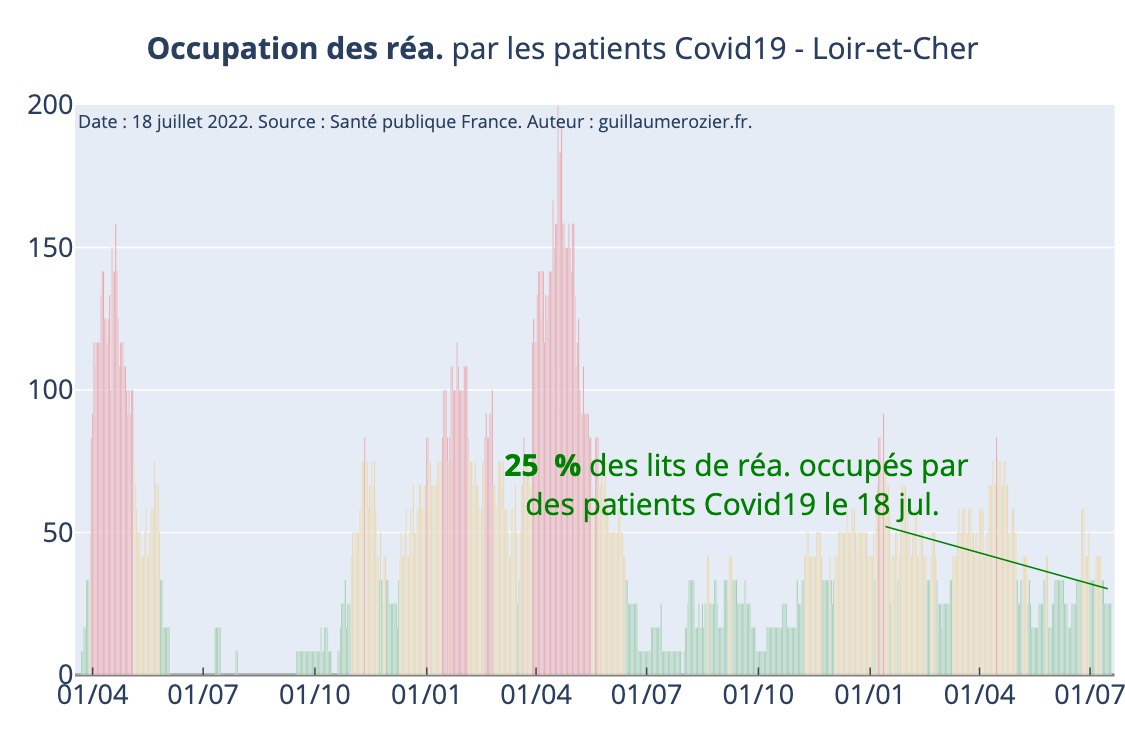 Occupation des réa. par les patients Covid19 - Loir-et-Cher
200
Date : 18 juillet 2022. Source : Santé publique France. Auteur : guillaumerozier.fr.
150
100
25 % des lits de réa. occupés par
des patients Covid19 le 18 jul.
50
0
01/04 01/07 01/10 01/01 01/04 01/07 01/10 01/01 01/04 01/07